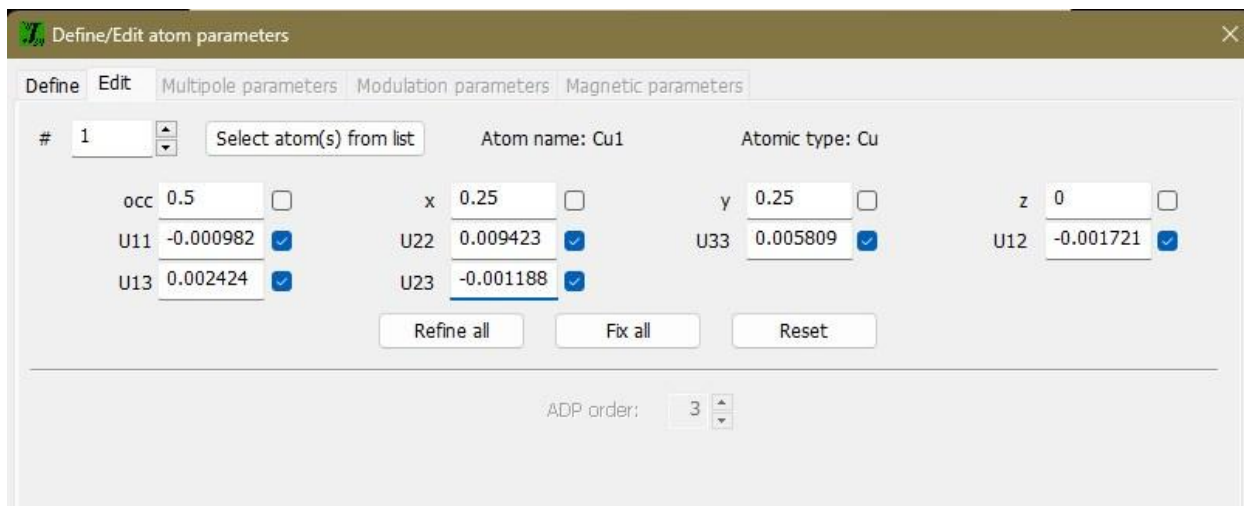 Define/Edit atom parameters
Define Edit Multipole parameters Modulation parameters Magnetic parameters
# 1 Select atom(s) from list Atom name: Cu1 Atomic type: Cu
occ 0.5 x 0.25 y 0.25 z 0
U11 -0.000982 U22 0.009423 U33 0.005809 U12 -0.001721
U13 0.002424 U23 -0.001188
Refine all Fix all Reset
ADP order: 3